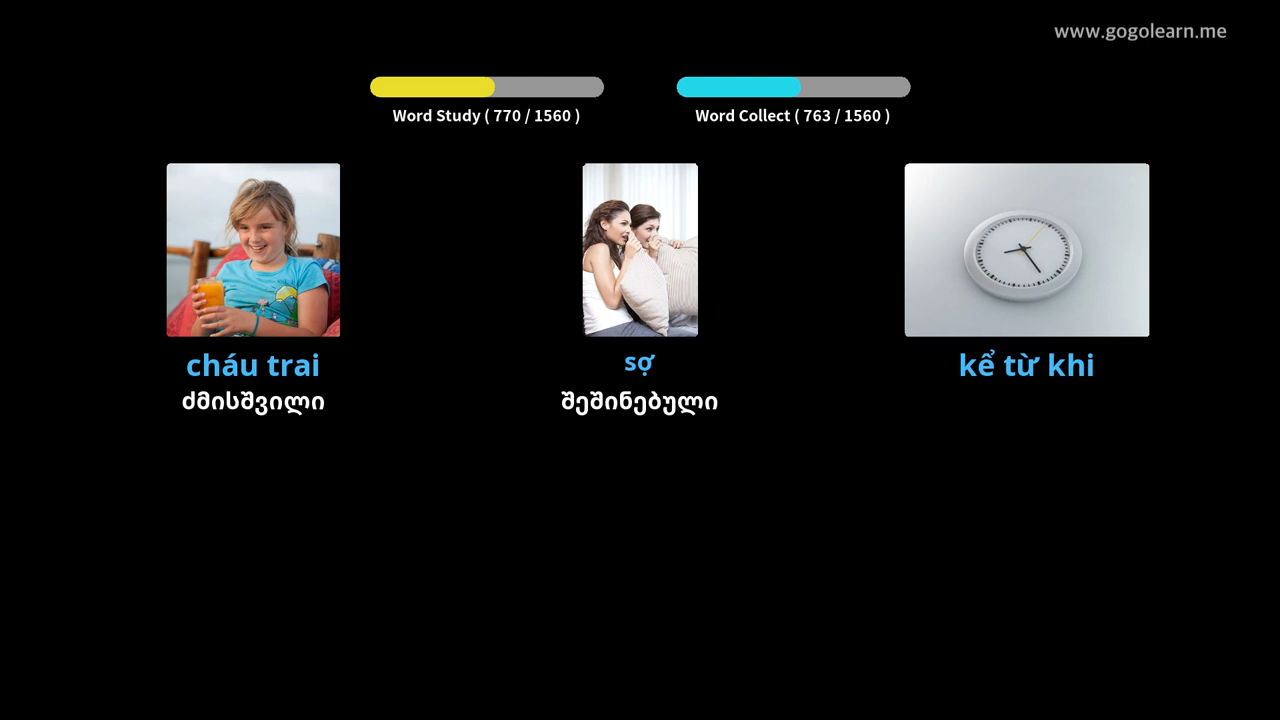 www.gogolearn.me
Word Study ( 770 / 1560 )
Word Collect ( 763 / 1560 )
cháu trai
sợ
kể từ khi
ძმისშვილი
შეშინებული